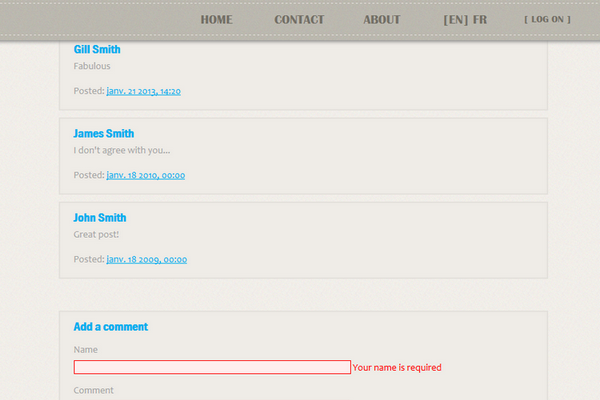 HOME CONTACT ABOUT [EN] FR [ LOG ON ]
Gill Smith
Fabulous
Posted: janv. 21 2013, 14:20
James Smith
I don't agree with you...
Posted: janv. 18 2010, 00:00
John Smith
Great post!
Posted: janv. 18 2009, 00:00
Add a comment
Name
Your name is required
Comment